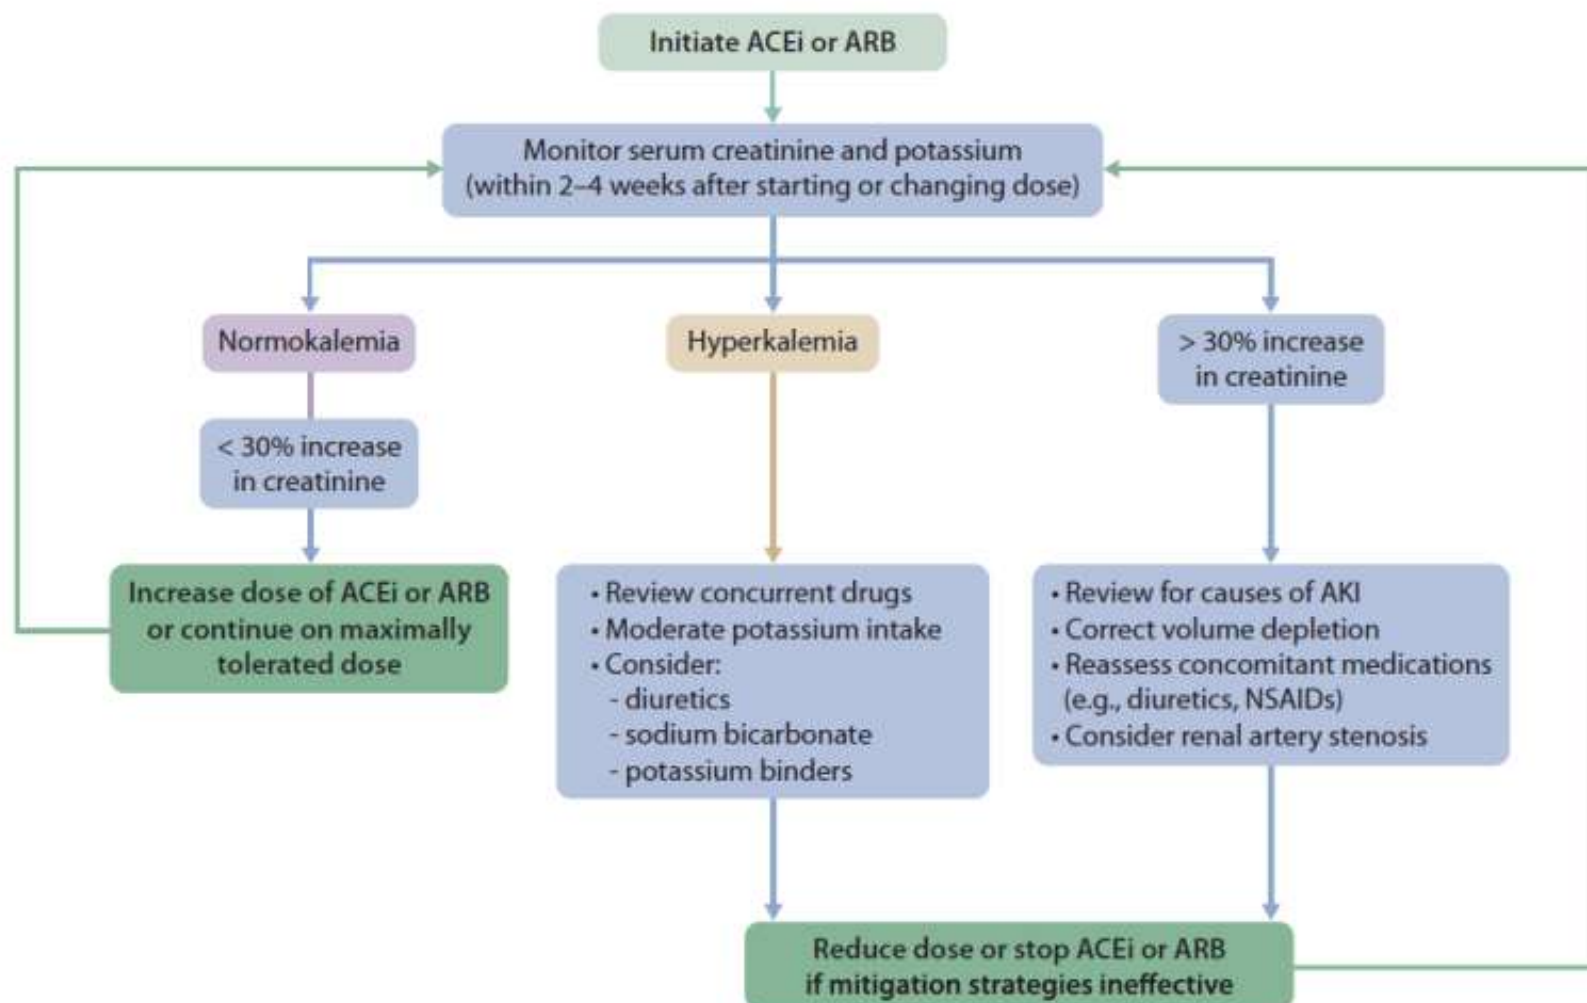 Initiate ACEi or ARB
Monitor serum creatinine and potassium
(within 2–4 weeks after starting or changing dose)
Normokalemia
< 30% increase
in creatinine
Increase dose of ACEi or ARB
or continue on maximally
tolerated dose
Hyperkalemia
• Review concurrent drugs
• Moderate potassium intake
• Consider:
- diuretics
- sodium bicarbonate
- potassium binders
> 30% increase
in creatinine
• Review for causes of AKI
• Correct volume depletion
• Reassess concomitant medications
(e.g., diuretics, NSAIDs)
• Consider renal artery stenosis
Reduce dose or stop ACEi or ARB
if mitigation strategies ineffective